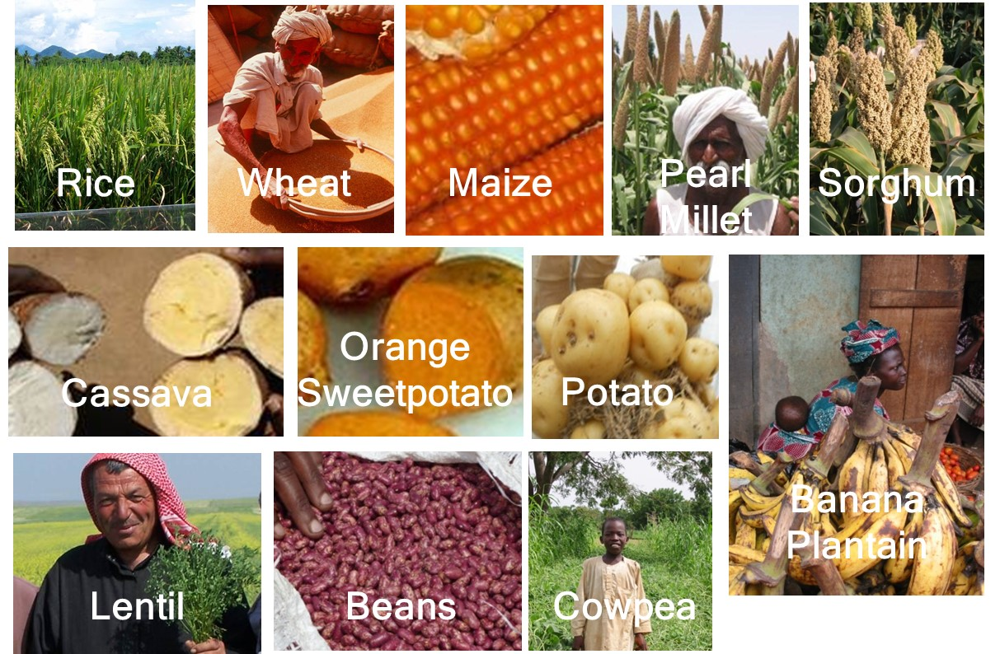 Rice
Wheat
Maize
Pearl
Millet
Sorghum
Cassava
Orange
Sweetpotato
Potato
Banana
Plantain
Lentil
Beans
Cowpea